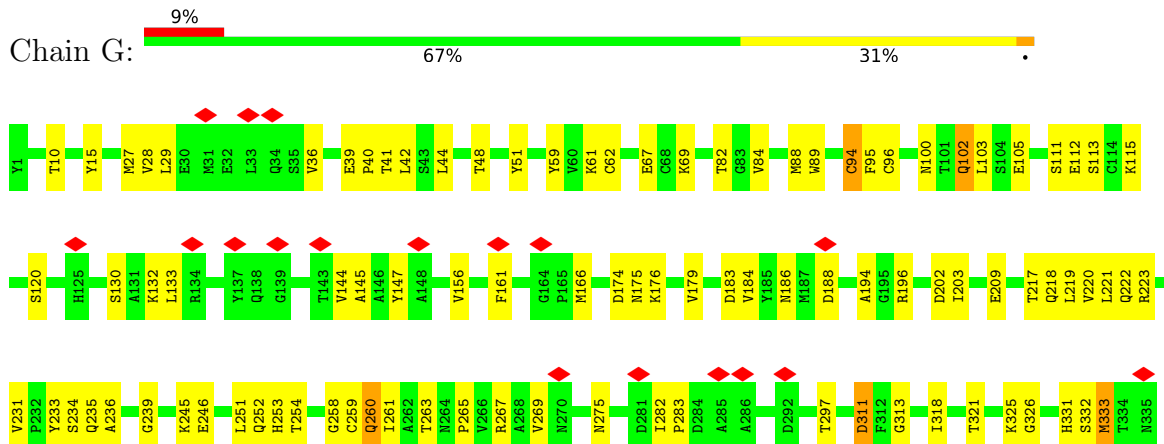 9%
Chain G:
67% 31% •
Y1 T10 Y15 M27 V28 L29 E30 M31 E32 L33 Q34 S35 V36 E39 P40 T41 L42 S43 L44 T48 Y51 Y59 V60 K61 C62 E67 C68 K69 T82 G83 V84 M88 W89 C94 F95 C96 N100 T101 Q102 L103 S104 E105 S111 E112 S113 C114 K115
S120 H125 S130 A131 K132 L133 R134 Y137 Q138 G139 T143 V144 A145 A146 Y147 A148 V156 F161 G164 P165 M166 D174 N175 K176 V179 D183 V184 Y185 N186 M187 D188 A194 G195 R196 D202 I203 E209 T217 Q218 L219 V220 L221 Q222 R223
V231 P232 Y233 S234 Q235 A236 G239 K245 E246 L251 Q252 H253 T254 G258 C259 Q260 I261 A262 T263 N264 P265 V266 R267 A268 V269 N270 N275 D281 I282 P283 D284 A285 A286 D292 T297 D311 F312 G313 I318 T321 K325 G326 H331 S332 M333 T334 N335